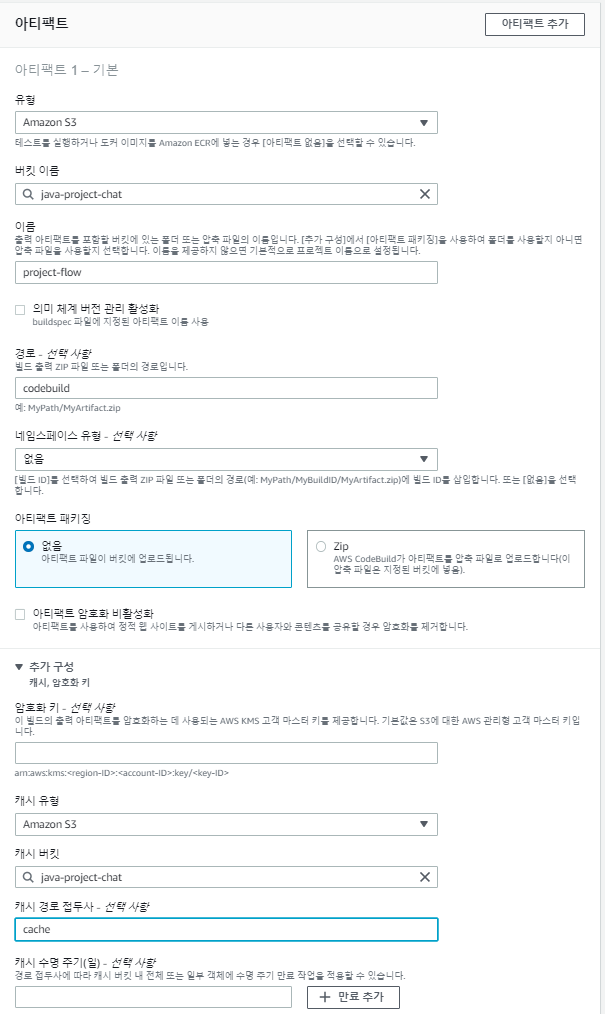 아티팩트
아티팩트 추가
아티팩트 1 – 기본
유형
Amazon S3
테스트를 실행하거나 도커 이미지를 Amazon ECR에 넣는 경우 [아티팩트 없음]을 선택할 수 있습니다.
버킷 이름
java-project-chat
이름
출력 아티팩트를 포함할 버킷에 있는 폴더 또는 압축 파일의 이름입니다. [추가 구성]에서 [아티팩트 패키징]을 사용하여 폴더를 사용할지 아니면
압축 파일을 사용할지 선택합니다. 이름을 제공하지 않으면 기본적으로 프로젝트 이름으로 설정됩니다.
project-flow
의미 체계 버전 관리 활성화
buildspec 파일에 지정된 아티팩트 이름 사용
경로 - 선택 사항
빌드 출력 ZIP 파일 또는 폴더의 경로입니다.
codebuild
예: MyPath/MyArtifact.zip
네임스페이스 유형 - 선택 사항
없음
[빌드 ID]를 선택하여 빌드 출력 ZIP 파일 또는 폴더의 경로(예: MyPath/MyBuildID/MyArtifact.zip)에 빌드 ID를 삽입합니다. 또는 [없음]을 선택
합니다.
아티팩트 패키징
없음
아티팩트 파일이 버킷에 업로드됩니다.
Zip
AWS CodeBuild가 아티팩트를 압축 파일로 업로드합니다(이
압축 파일은 지정된 버킷에 넣음).
아티팩트 암호화 비활성화
아티팩트를 사용하여 정적 웹 사이트를 게시하거나 다른 사용자와 콘텐츠를 공유할 경우 암호화를 제거합니다.
추가 구성
캐시, 암호화 키
암호화 키 - 선택 사항
이 빌드의 출력 아티팩트를 암호화하는 데 사용되는 AWS KMS 고객 마스터 키를 제공합니다. 기본값은 S3에 대한 AWS 관리형 고객 마스터 키입
니다.
arn:aws:kms:<region-ID>:<account-ID>:key/<key-ID>
캐시 유형
Amazon S3
캐시 버킷
java-project-chat
캐시 경로 접두사 - 선택 사항
cache
캐시 수명 주기(일) - 선택 사항
경로 접두사에 따라 캐시 버킷 내 전체 또는 일부 객체에 수명 주기 만료 작업을 적용할 수 있습니다.
만료 추가